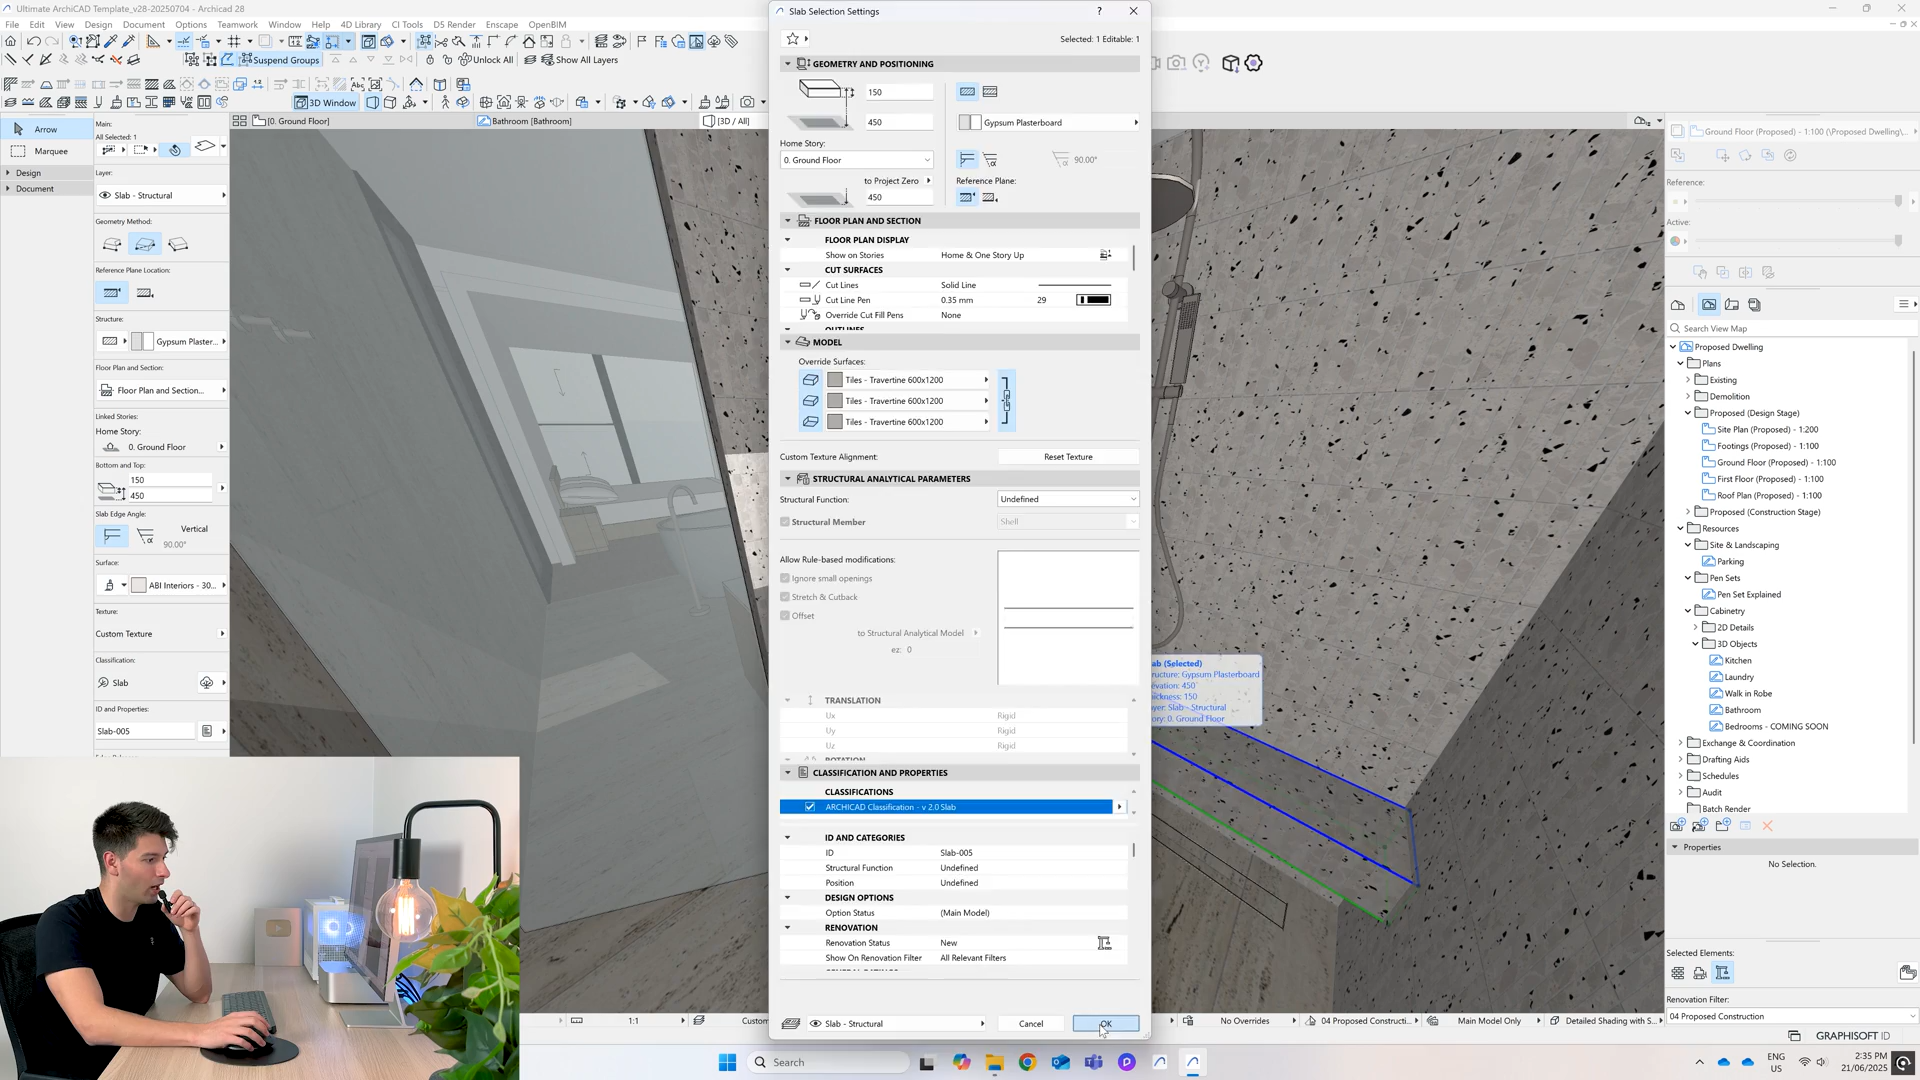 Ultimate ArchiCAD Template_v28-20250704 - Archicad 28
File Edit View Design Document Options Teamwork Window Help 4D Library CI Tools D5 Render Enscape OpenBIM
Suspend Groups
Unlock All
Show All Layers
3D Window
Arrow
Marquee
Design
Document
Main:
All Selected: 1
Layer:
Slab - Structural
Geometry Method:
Reference Plane Location:
Structure:
Gypsum Plaster...
Floor Plan and Section:
Floor Plan and Section...
Linked Stories:
Home Story:
0. Ground Floor
Bottom and Top:
150
450
Slab Edge Angle:
Vertical
90.00°
Surface:
ABI Interiors - 30...
Texture:
Custom Texture
Classification:
Slab
ID and Properties:
Slab-005
[0. Ground Floor]
Bathroom [Bathroom]
[3D / All]
Slab Selection Settings
?
Selected: 1 Editable: 1
GEOMETRY AND POSITIONING
150
450
Gypsum Plasterboard
Home Story:
0. Ground Floor
90.00°
to Project Zero
Reference Plane:
450
FLOOR PLAN AND SECTION
FLOOR PLAN DISPLAY
Show on Stories Home & One Story Up
CUT SURFACES
Cut Lines Solid Line
Cut Line Pen 0.35 mm 29
Override Cut Fill Pens None
OUTLINES
MODEL
Override Surfaces:
Tiles - Travertine 600x1200
Tiles - Travertine 600x1200
Tiles - Travertine 600x1200
Custom Texture Alignment:
Reset Texture
STRUCTURAL ANALYTICAL PARAMETERS
Structural Function:
Undefined
Structural Member
Shell
Allow Rule-based modifications:
Ignore small openings
Stretch & Cutback
Offset
to Structural Analytical Model
ez: 0
TRANSLATION
Ux Rigid
Uy Rigid
Uz Rigid
ROTATION
CLASSIFICATION AND PROPERTIES
CLASSIFICATIONS
ARCHICAD Classification - v 2.0 Slab
ID AND CATEGORIES
ID Slab-005
Structural Function Undefined
Position Undefined
DESIGN OPTIONS
Option Status (Main Model)
RENOVATION
Renovation Status New
Show On Renovation Filter All Relevant Filters
Slab - Structural
Cancel
OK
ab (Selected)
ructure: Gypsum Plasterboard
evation: 450
ickness: 150
yer: Slab - Structural
ory: 0. Ground Floor
Ground Floor (Proposed) - 1:100 (\Proposed Dwelling\...
Reference:
Active:
Search View Map
Proposed Dwelling
Plans
Existing
Demolition
Proposed (Design Stage)
Site Plan (Proposed) - 1:200
Footings (Proposed) - 1:100
Ground Floor (Proposed) - 1:100
First Floor (Proposed) - 1:100
Roof Plan (Proposed) - 1:100
Proposed (Construction Stage)
Resources
Site & Landscaping
Parking
Pen Sets
Pen Set Explained
Cabinetry
2D Details
3D Objects
Kitchen
Laundry
Walk in Robe
Bathroom
Bedrooms - COMING SOON
Exchange & Coordination
Drafting Aids
Schedules
Audit
Batch Render
Properties
No Selection.
Selected Elements:
Renovation Filter:
04 Proposed Construction
1:1
Custom
No Overrides
04 Proposed Constructi...
Main Model Only
Detailed Shading with S...
GRAPHISOFT ID
Search
ENG
US
2:35 PM
21/06/2025